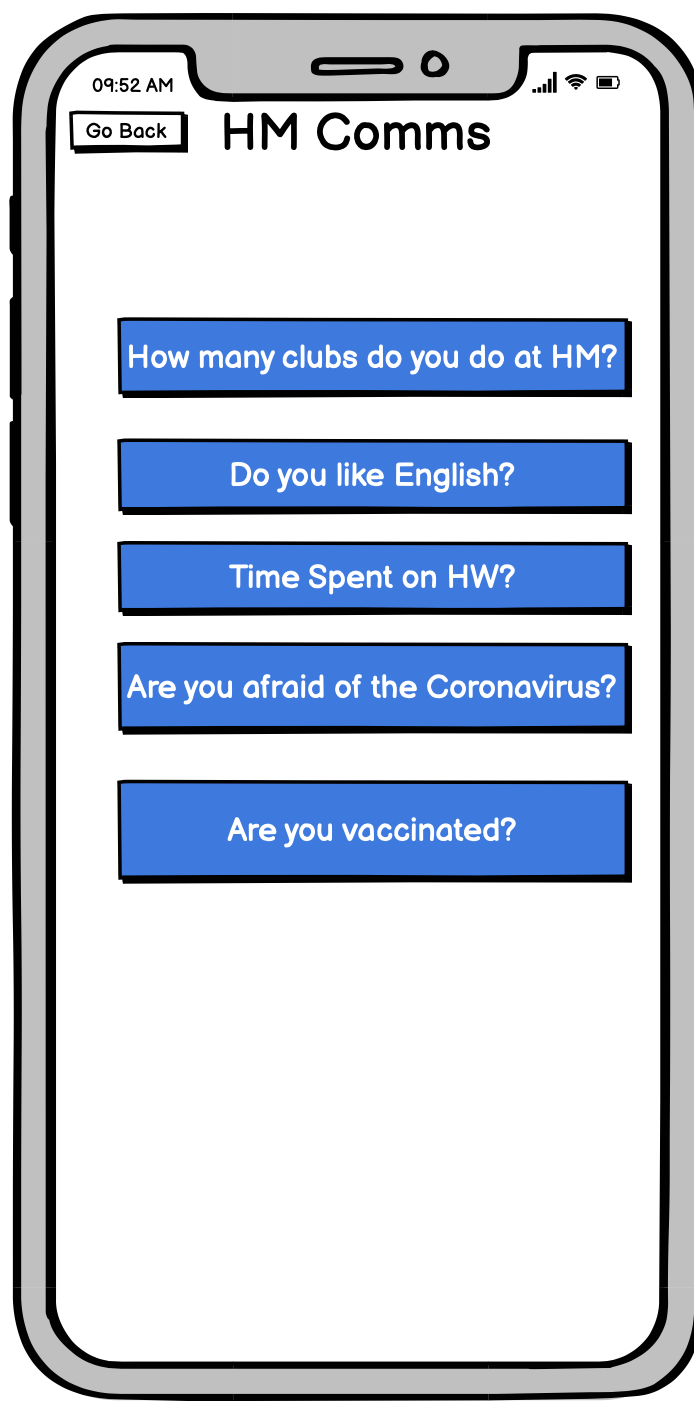 09:52 AM
Go Back
HM Comms
How many clubs do you do at HM?
Do you like English?
Time Spent on HW?
Are you afraid of the Coronavirus?
Are you vaccinated?